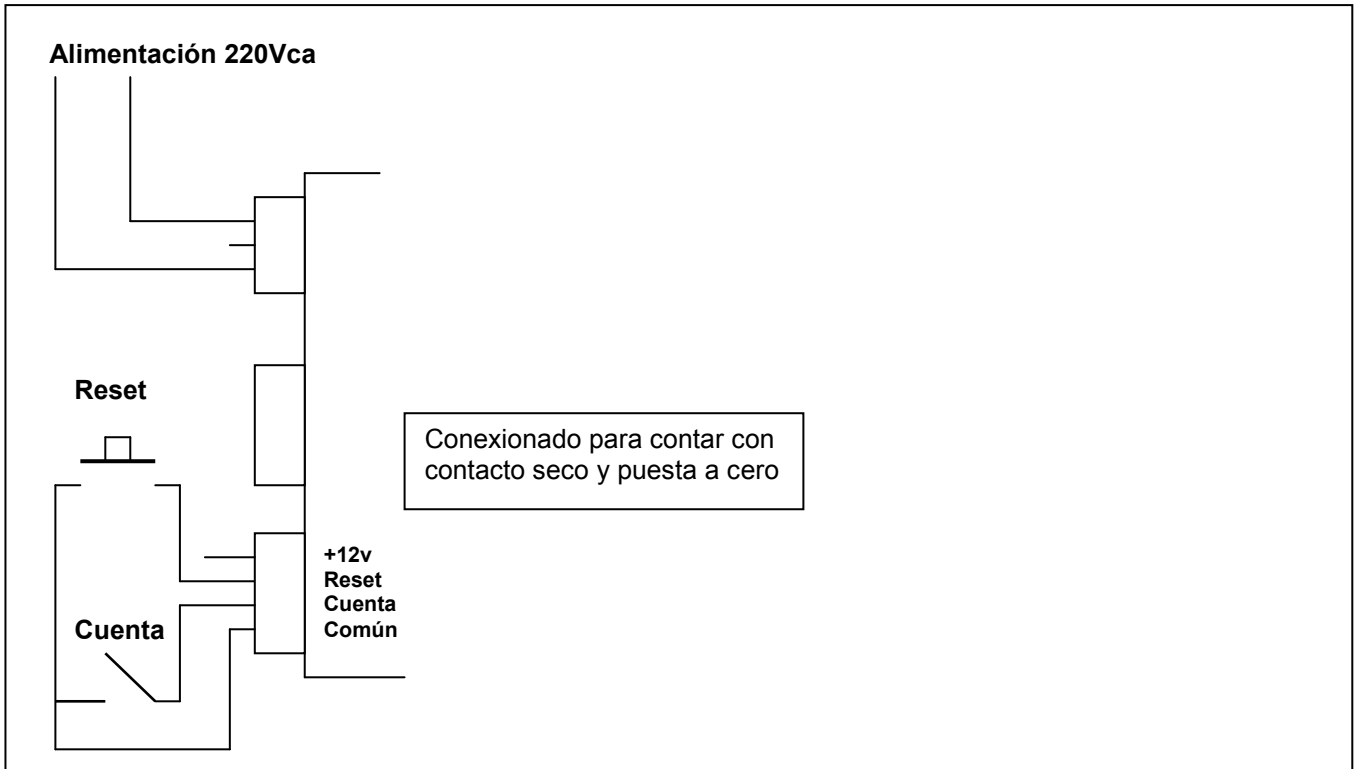 Alimentación 220Vca
Reset
Conexionado para contar con
contacto seco y puesta a cero
+12v
Reset
Cuenta
Común
Cuenta